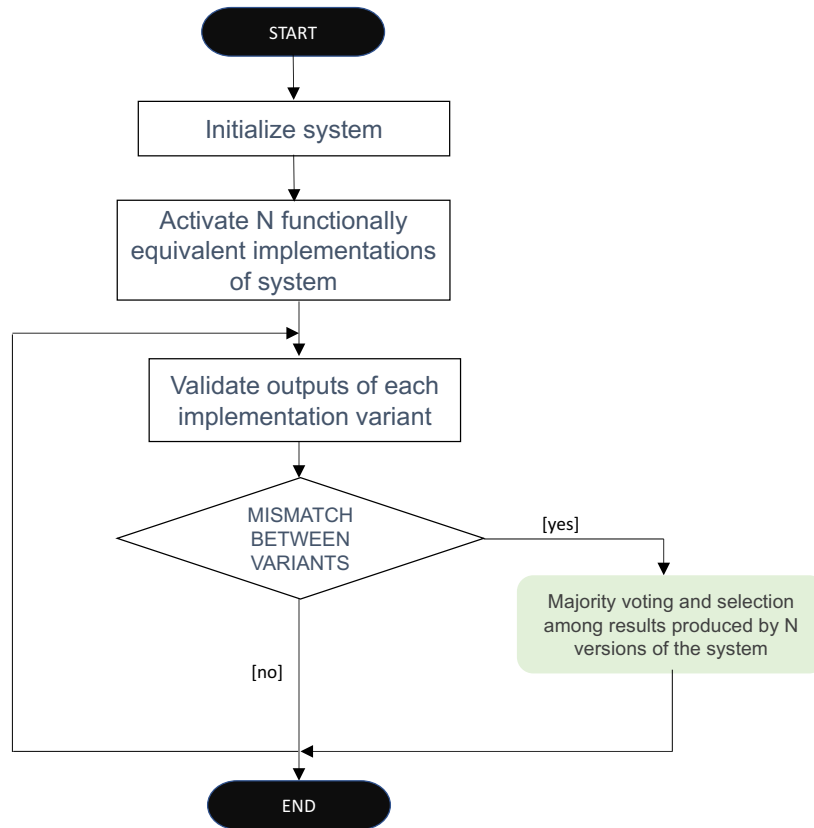 START
Initialize system
Activate N functionally
equivalent implementations
of system
Validate outputs of each
implementation variant
MISMATCH
BETWEEN
VARIANTS
[yes]
Majority voting and selection
among results produced by N
versions of the system
[no]
END